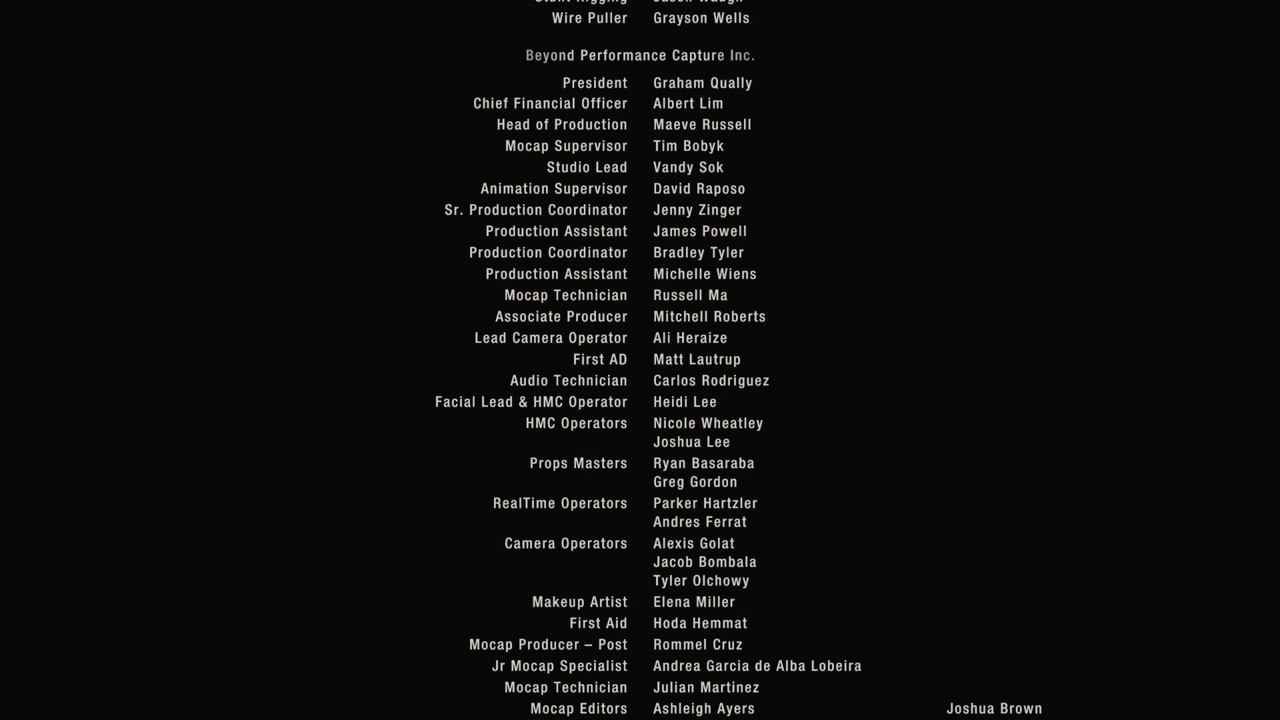 Wire Puller Grayson Wells
Beyond Performance Capture Inc.
President Graham Qually
Chief Financial Officer Albert Lim
Head of Production Maeve Russell
Mocap Supervisor Tim Bobyk
Studio Lead Vandy Sok
Animation Supervisor David Raposo
Sr. Production Coordinator Jenny Zinger
Production Assistant James Powell
Production Coordinator Bradley Tyler
Production Assistant Michelle Wiens
Mocap Technician Russell Ma
Associate Producer Mitchell Roberts
Lead Camera Operator Ali Heraize
First AD Matt Lautrup
Audio Technician Carlos Rodriguez
Facial Lead & HMC Operator Heidi Lee
HMC Operators Nicole Wheatley
Joshua Lee
Props Masters Ryan Basaraba
Greg Gordon
RealTime Operators Parker Hartzler
Andres Ferrat
Camera Operators Alexis Golat
Jacob Bombala
Tyler Olchowy
Makeup Artist Elena Miller
First Aid Hoda Hemmat
Mocap Producer – Post Rommel Cruz
Jr Mocap Specialist Andrea Garcia de Alba Lobeira
Mocap Technician Julian Martinez
Mocap Editors Ashleigh Ayers Joshua Brown